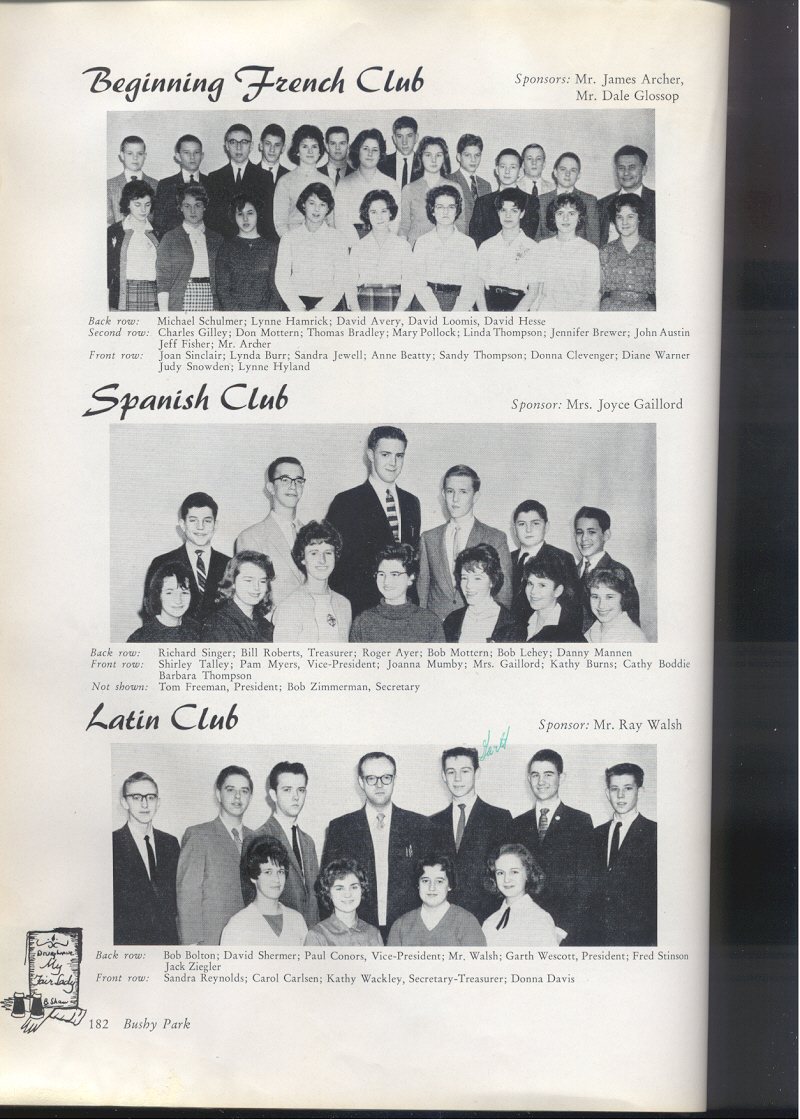 Beginning French Club
Sponsors: Mr. James Archer,
Mr. Dale Glossop
Back row: Michael Schulmer; Lynne Hamrick; David Avery, David Loomis, David Hesse
Second row: Charles Gilley; Don Mottern; Thomas Bradley; Mary Pollock; Linda Thompson; Jennifer Brewer; John Austin
Jeff Fisher; Mr. Archer
Front row: Joan Sinclair; Lynda Burr; Sandra Jewell; Anne Beatty; Sandy Thompson; Donna Clevenger; Diane Warner
Judy Snowden; Lynne Hyland
Spanish Club
Sponsor: Mrs. Joyce Gaillord
Back row: Richard Singer; Bill Roberts, Treasurer; Roger Ayer; Bob Mottern; Bob Lehey; Danny Mannen
Front row: Shirley Talley; Pam Myers, Vice-President; Joanna Mumby; Mrs. Gaillord; Kathy Burns; Cathy Boddie
Barbara Thompson
Not shown: Tom Freeman, President; Bob Zimmerman, Secretary
Latin Club
Sponsor: Mr. Ray Walsh
Garth
Back row: Bob Bolton; David Shermer; Paul Conors, Vice-President; Mr. Walsh; Garth Wescott, President; Fred Stinson
Jack Ziegler
Front row: Sandra Reynolds; Carol Carlsen; Kathy Wackley, Secretary-Treasurer; Donna Davis
My
Fair Lady
B. Shaw
182 Bushy Park